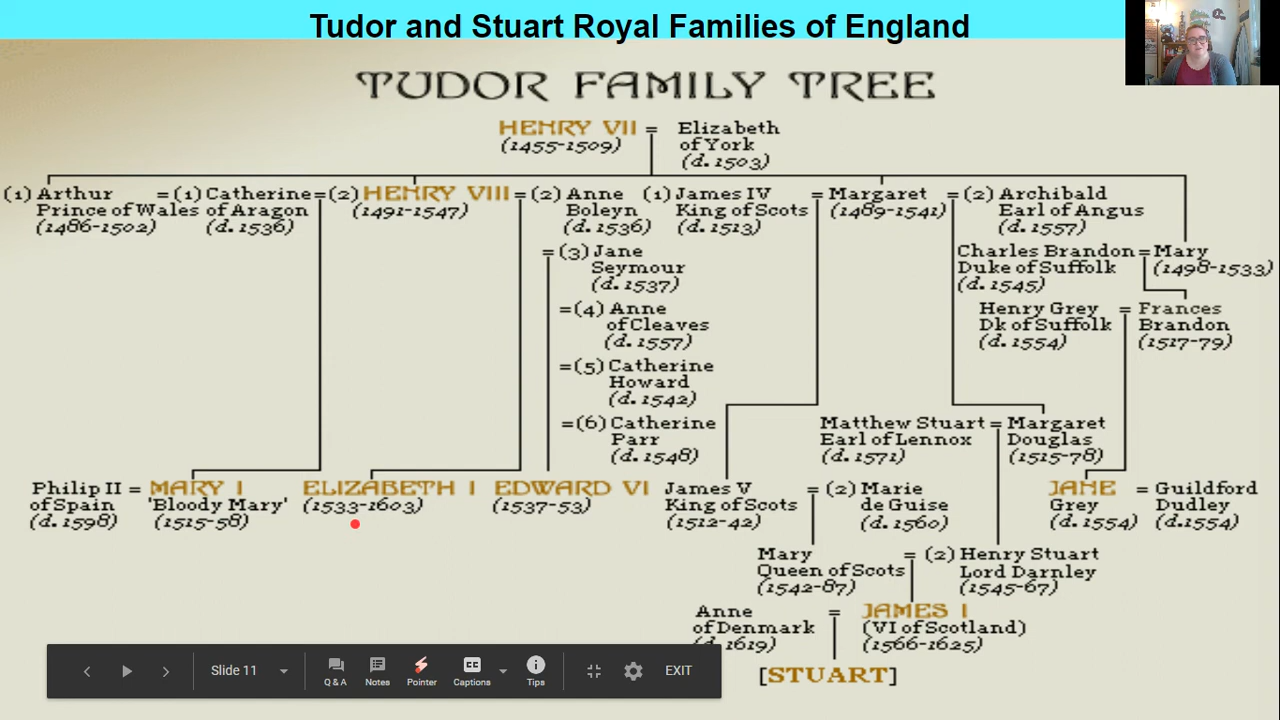 Tudor and Stuart Royal Families of England
TUDOR FAMILY TREE
HENRY VII = Elizabeth
(1455-1509) of York
(d. 1503)
(1) Arthur = (1) Catherine = (2) HENRY VIII = (2) Anne (1) James IV = Margaret = (2) Archibald
Prince of Wales of Aragon (1491-1547) Boleyn King of Scots (1489-1541) Earl of Angus
(1486-1502) (d. 1536) (d. 1536) (d. 1513) (d. 1557)
= (3) Jane Charles Brandon = Mary
Seymour Duke of Suffolk (1498-1533)
(d. 1537) (d. 1545)
= (4) Anne Henry Grey = Frances
of Cleaves Dk of Suffolk Brandon
(d. 1557) (d. 1554) (1517-79)
= (5) Catherine
Howard
(d. 1542)
= (6) Catherine Matthew Stuart = Margaret
Parr Earl of Lennox Douglas
(d. 1548) (d. 1571) (1515-78)
Philip II = MARY I ELIZABETH I EDWARD VI James V = (2) Marie JANE = Guildford
of Spain 'Bloody Mary' (1533-1603) (1537-53) King of Scots de Guise Grey Dudley
(d. 1598) (1515-58) (1512-42) (d. 1560) (d. 1554) (d. 1554)
Mary = (2) Henry Stuart
Queen of Scots Lord Darnley
(1542-87) (1545-67)
Anne = JAMES I
of Denmark (VI of Scotland)
(d. 1619) (1566-1625)
[STUART]
Slide 11 Q & A Notes Pointer Captions Tips EXIT